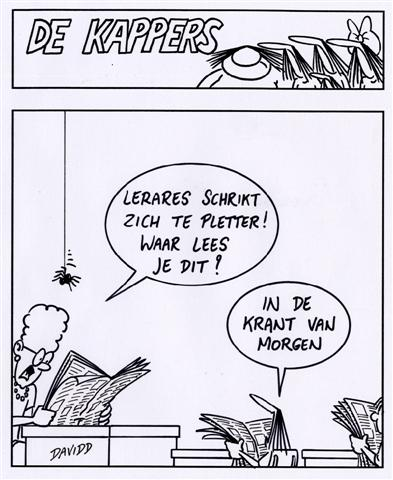 DE KAPPERS
LERARES SCHRIKT
ZICH TE PLETTER!
WAAR LEES
JE DIT?
IN DE
KRANT VAN
MORGEN
DAVIDD